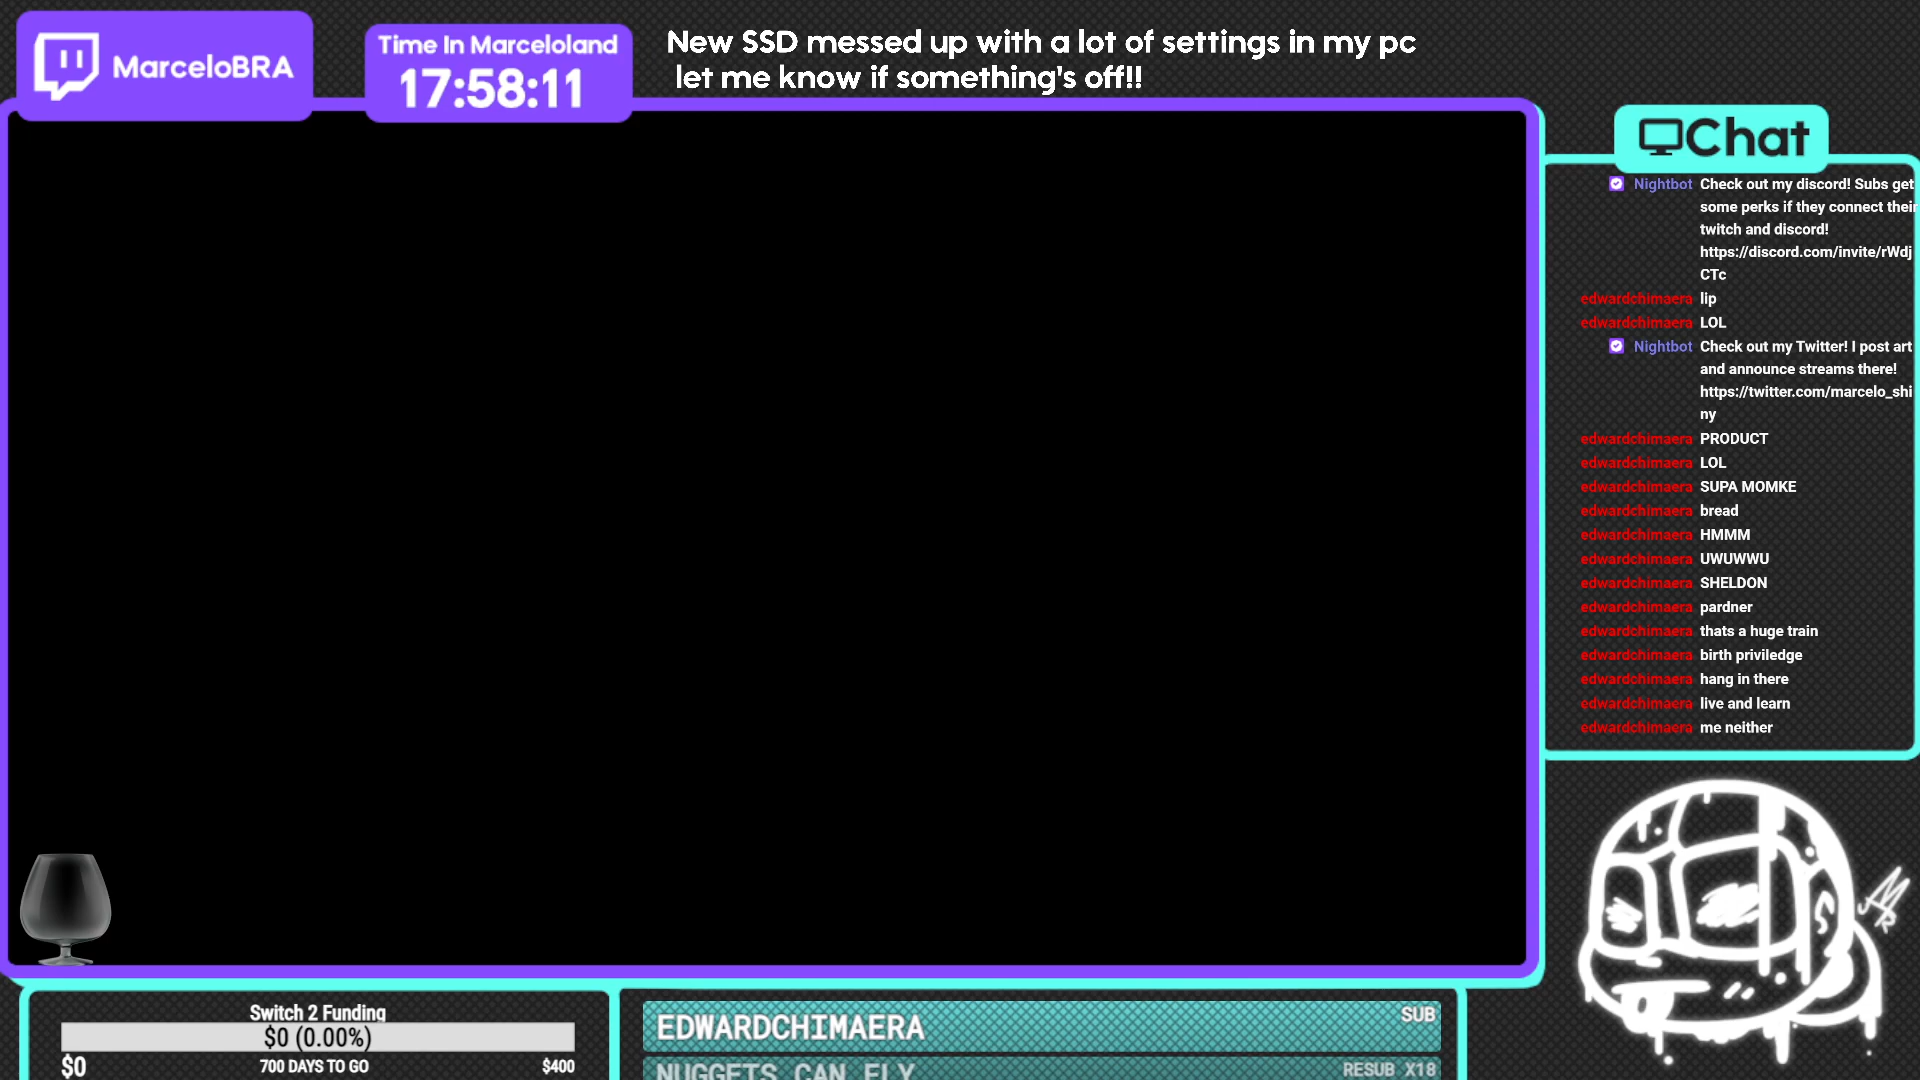 MarceloBRA
Time In Marceloland
17:58:11
New SSD messed up with a lot of settings in my pc
let me know if something's off!!
Chat
Nightbot Check out my discord! Subs get
some perks if they connect their
twitch and discord!
https://discord.com/invite/rWdj
CTc
edwardchimaera lip
edwardchimaera LOL
Nightbot Check out my Twitter! I post art
and announce streams there!
https://twitter.com/marcelo_shi
ny
edwardchimaera PRODUCT
edwardchimaera LOL
edwardchimaera SUPA MOMKE
edwardchimaera bread
edwardchimaera HMMM
edwardchimaera UWUWWU
edwardchimaera SHELDON
edwardchimaera pardner
edwardchimaera thats a huge train
edwardchimaera birth priviledge
edwardchimaera hang in there
edwardchimaera live and learn
edwardchimaera me neither
Switch 2 Funding
$0 (0.00%)
$0 700 DAYS TO GO $400
EDWARDCHIMAERA SUB
NUGGETS_CAN_FLY RESUB X18